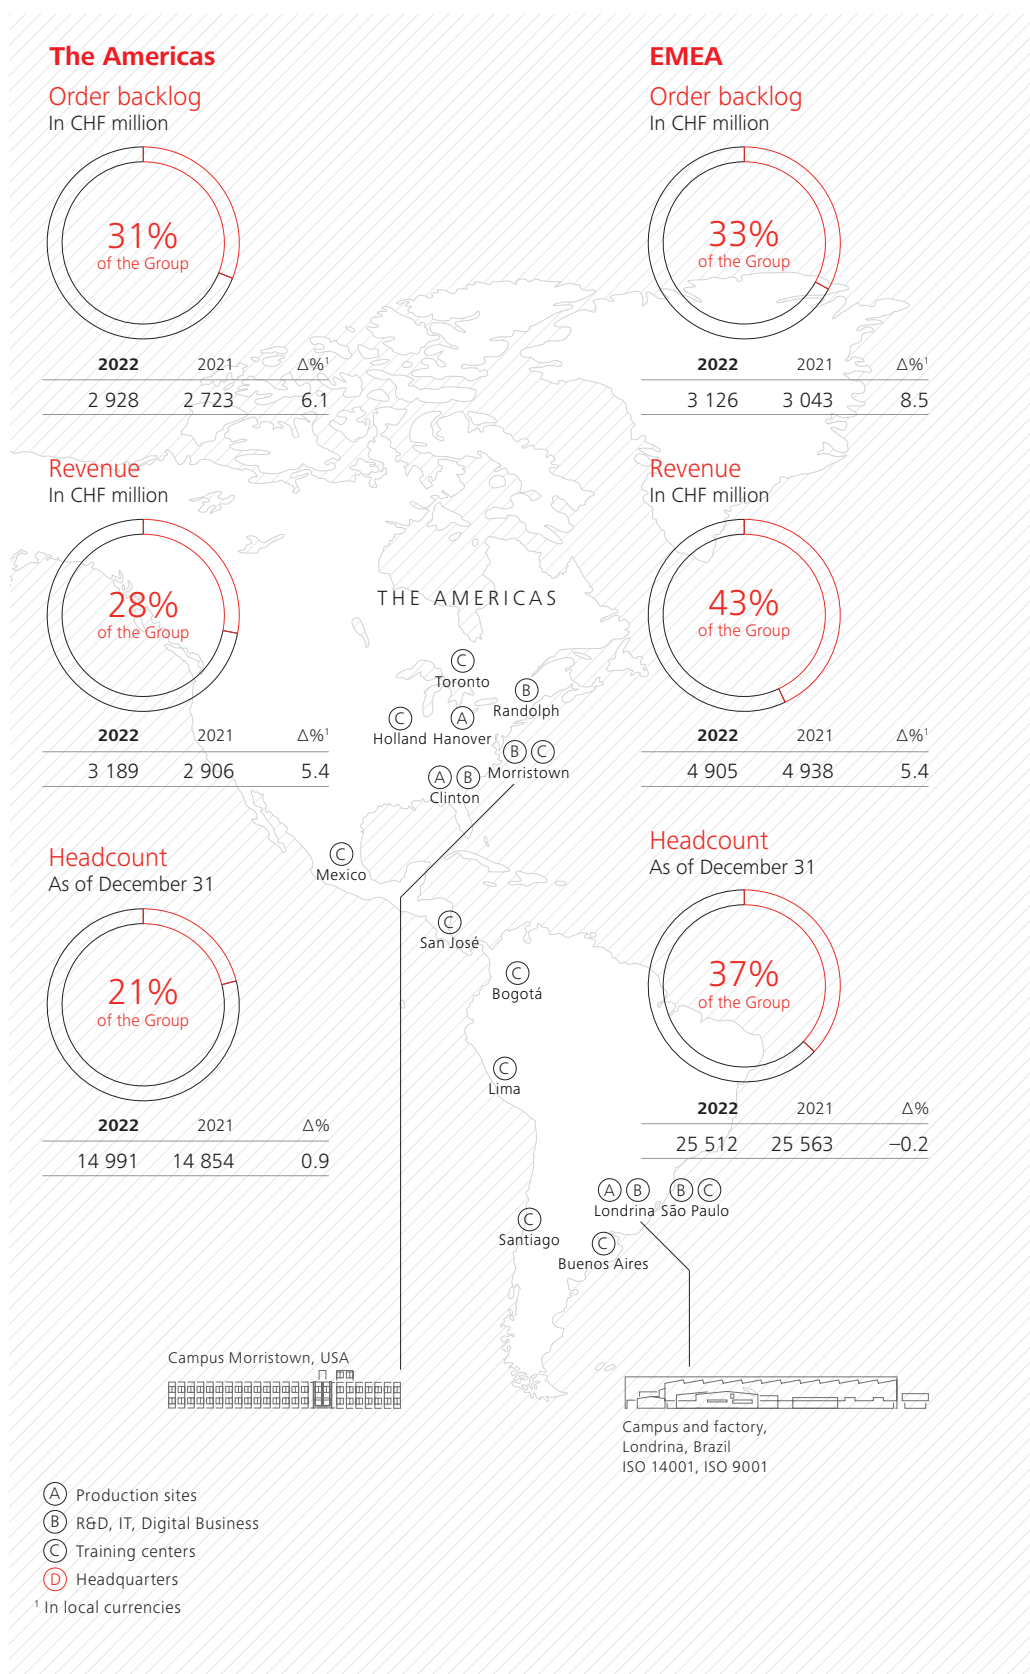 The Americas
Order backlog
In CHF million
31%
of the Group
2022 2021 Δ%¹
2 928 2 723 6.1
Revenue
In CHF million
28%
of the Group
2022 2021 Δ%¹
3 189 2 906 5.4
Headcount
As of December 31
21%
of the Group
2022 2021 Δ%
14 991 14 854 0.9
EMEA
Order backlog
In CHF million
33%
of the Group
2022 2021 Δ%¹
3 126 3 043 8.5
Revenue
In CHF million
43%
of the Group
2022 2021 Δ%¹
4 905 4 938 5.4
Headcount
As of December 31
37%
of the Group
2022 2021 Δ%
25 512 25 563 –0.2
THE AMERICAS
C
Toronto
B
Randolph
C A
Holland Hanover
B C
Morristown
A B
Clinton
C
Mexico
C
San José
C
Bogotá
C
Lima
A B B C
Londrina São Paulo
C
Santiago
C
Buenos Aires
Campus Morristown, USA
Campus and factory,
Londrina, Brazil
ISO 14001, ISO 9001
A Production sites
B R&D, IT, Digital Business
C Training centers
D Headquarters
¹ In local currencies